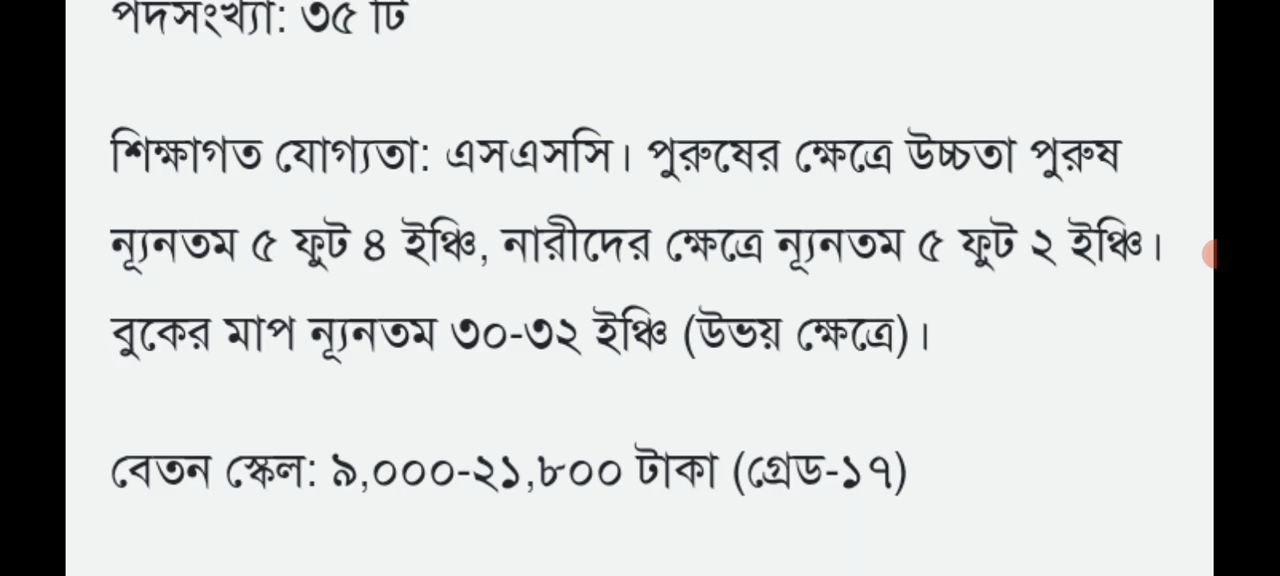 পদসংখ্যা: ৩৫ টি
শিক্ষাগত যোগ্যতা: এসএসসি। পুরুষের ক্ষেত্রে উচ্চতা পুরুষ
ন্যূনতম ৫ ফুট ৪ ইঞ্চি, নারীদের ক্ষেত্রে ন্যূনতম ৫ ফুট ২ ইঞ্চি।
বুকের মাপ ন্যূনতম ৩০-৩২ ইঞ্চি (উভয় ক্ষেত্রে)।
বেতন স্কেল: ৯,০০০-২১,৮০০ টাকা (গ্রেড-১৭)